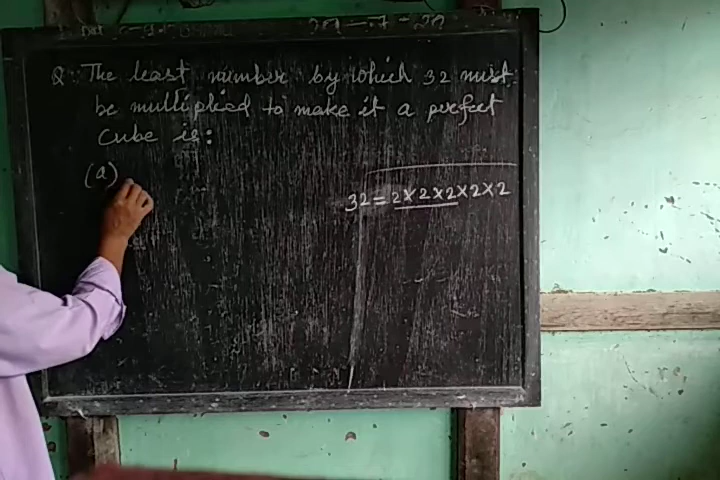 Q. The least number by which 32 must
be multiplied to make it a perfect
cube is:
(a)
32 = 2×2×2×2×2